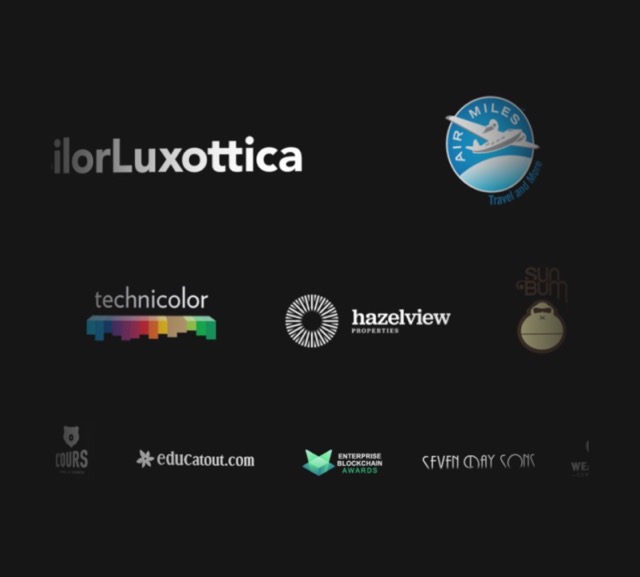 ilorLuxottica
AIR MILES
Travel and More
technicolor
hazelview
PROPERTIES
SUN
BUM
COURS
educatout.com
ENTERPRISE
BLOCKCHAIN
AWARDS
SEVEN DAY SONS
WE